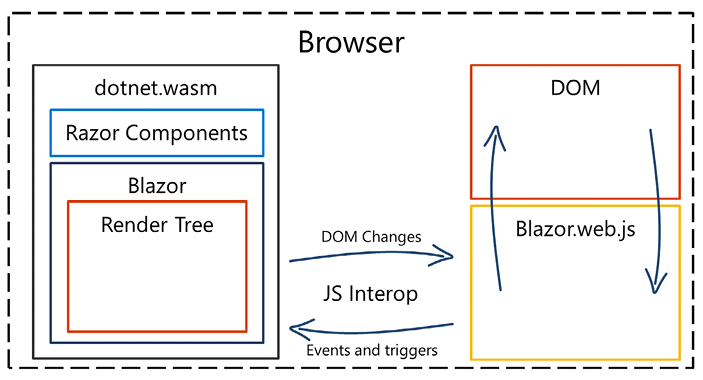 Browser
dotnet.wasm
Razor Components
Blazor
Render Tree
DOM Changes
JS Interop
Events and triggers
DOM
Blazor.web.js